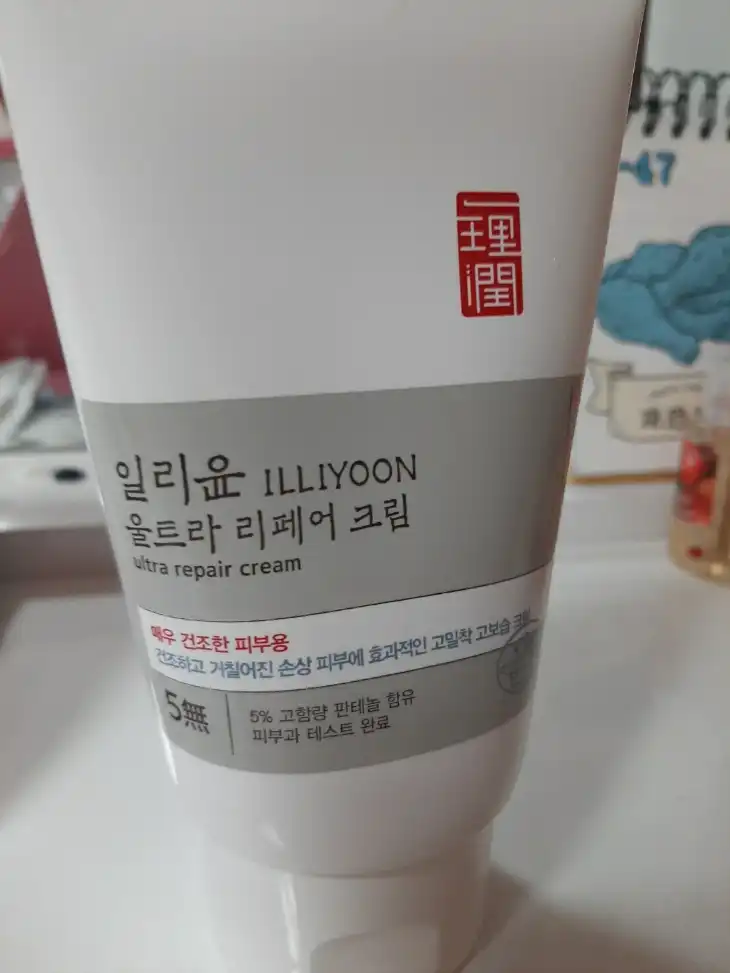 一理
潤
-47
일리윤 ILLIYOON
울트라 리페어 크림
ultra repair cream
매우 건조한 피부용
건조하고 거칠어진 손상 피부에 효과적인 고밀착 고보습 크림
5無
5% 고함량 판테놀 함유
피부과 테스트 완료